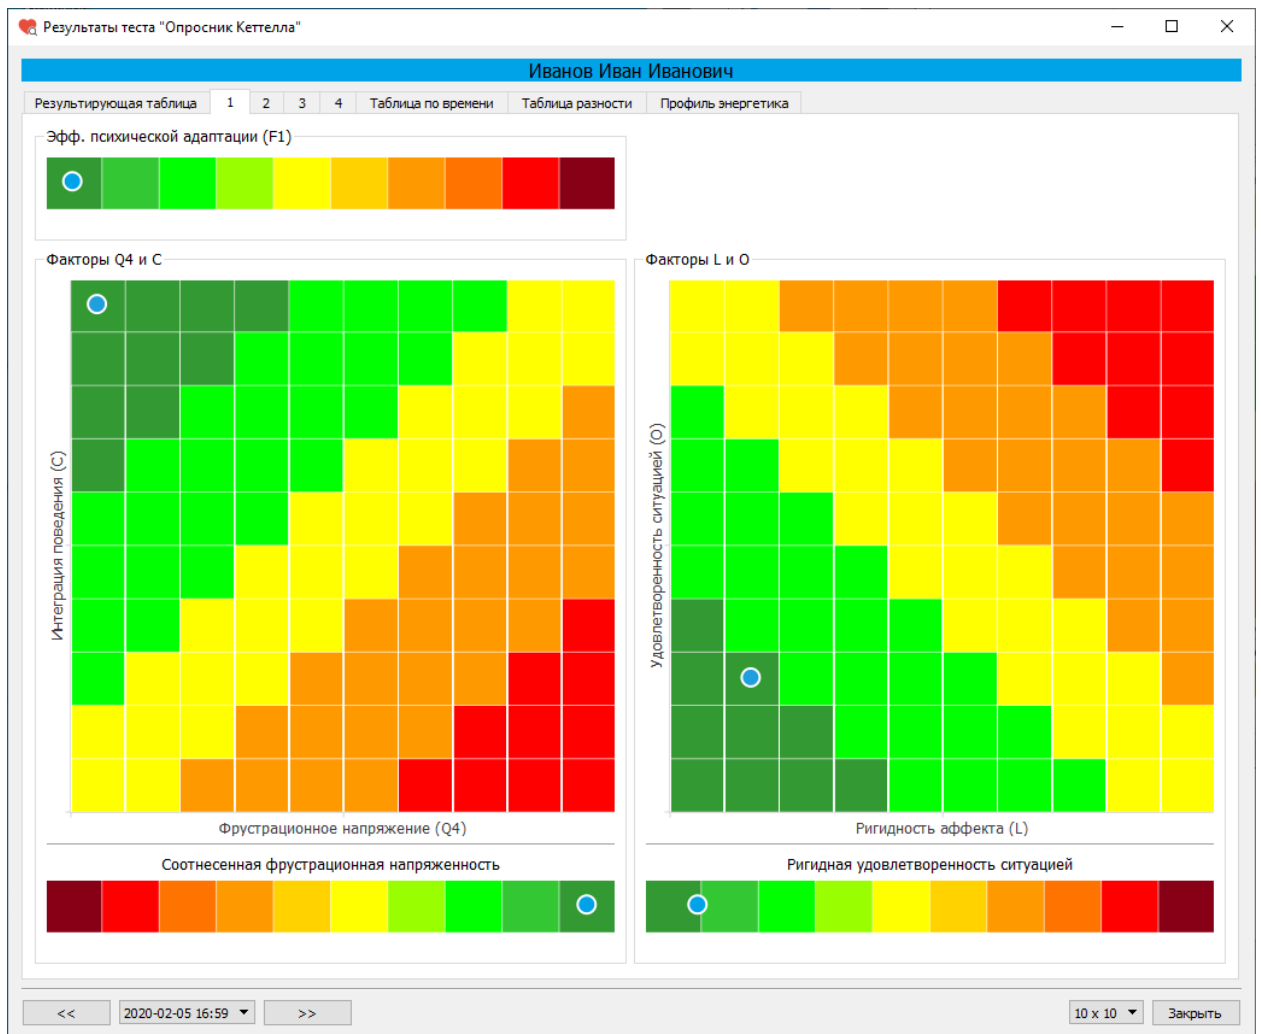 Результаты теста "Опросник Кеттелла"
Иванов Иван Иванович
Результирующая таблица 1 2 3 4 Таблица по времени Таблица разности Профиль энергетика
Эфф. психической адаптации (F1)
Факторы Q4 и C
Интеграция поведения (C)
Фрустрационное напряжение (Q4)
Соотнесенная фрустрационная напряженность
Факторы L и O
Удовлетворенность ситуацией (O)
Ригидность аффекта (L)
Ригидная удовлетворенность ситуацией
<< 2020-02-05 16:59 >> 10 x 10 Закрыть